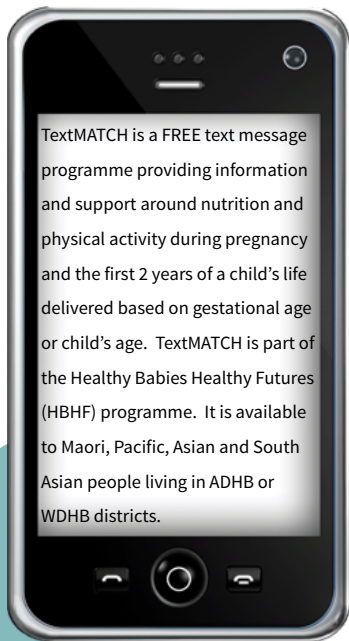 TextMATCH is a FREE text message
programme providing information
and support around nutrition and
physical activity during pregnancy
and the first 2 years of a child’s life
delivered based on gestational age
or child’s age.  TextMATCH is part of
the Healthy Babies Healthy Futures
(HBHF) programme.  It is available
to Maori, Pacific, Asian and South
Asian people living in ADHB or
WDHB districts.